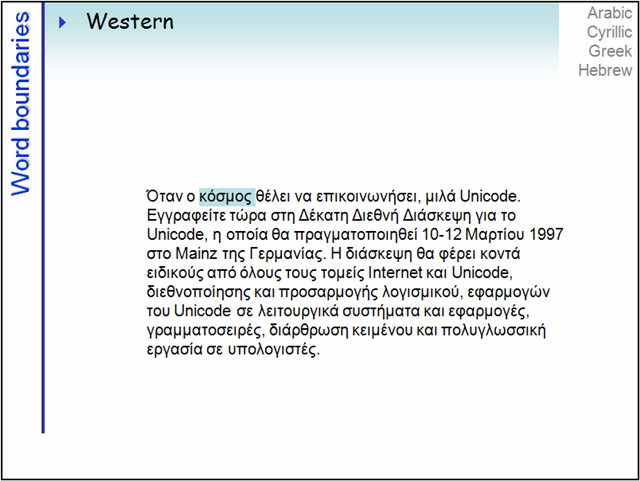 Word boundaries
Western
Arabic
Cyrillic
Greek
Hebrew
Όταν ο κόσμος θέλει να επικοινωνήσει, μιλά Unicode.
Εγγραφείτε τώρα στη Δέκατη Διεθνή Διάσκεψη για το
Unicode, η οποία θα πραγματοποιηθεί 10-12 Μαρτίου 1997
στο Mainz της Γερμανίας. Η διάσκεψη θα φέρει κοντά
ειδικούς από όλους τους τομείς Internet και Unicode,
διεθνοποίησης και προσαρμογής λογισμικού, εφαρμογών
του Unicode σε λειτουργικά συστήματα και εφαρμογές,
γραμματοσειρές, διάρθρωση κειμένου και πολυγλωσσική
εργασία σε υπολογιστές.